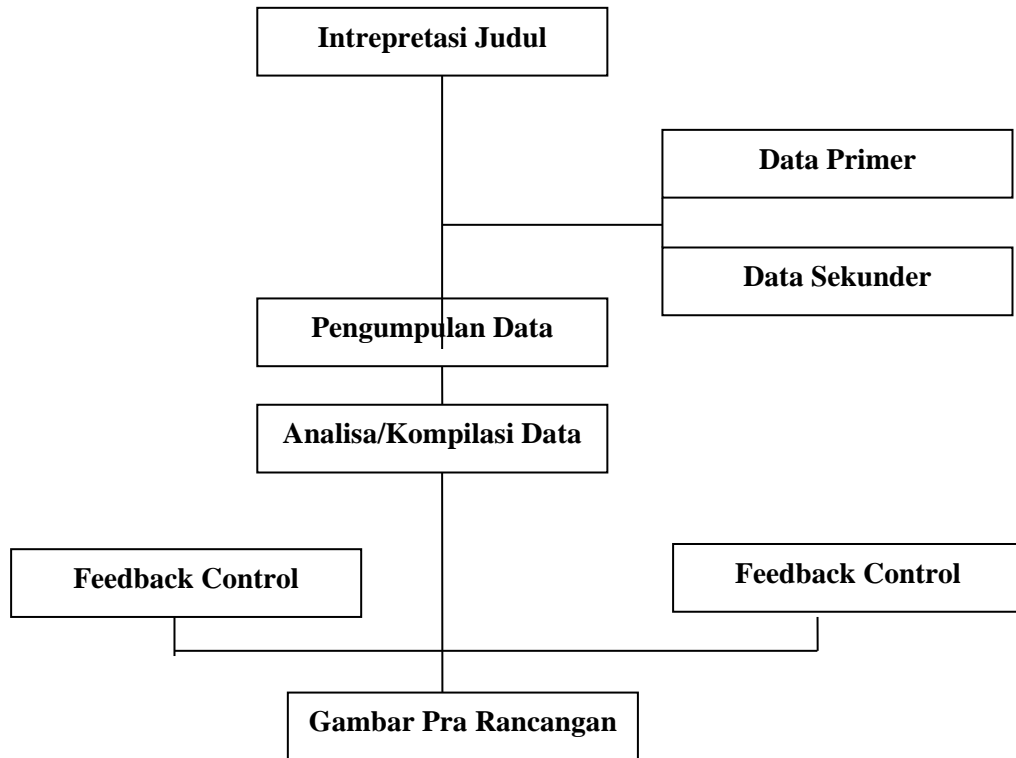 Intrepretasi Judul
Data Primer
Data Sekunder
Pengumpulan Data
Analisa/Kompilasi Data
Feedback Control
Feedback Control
Gambar Pra Rancangan